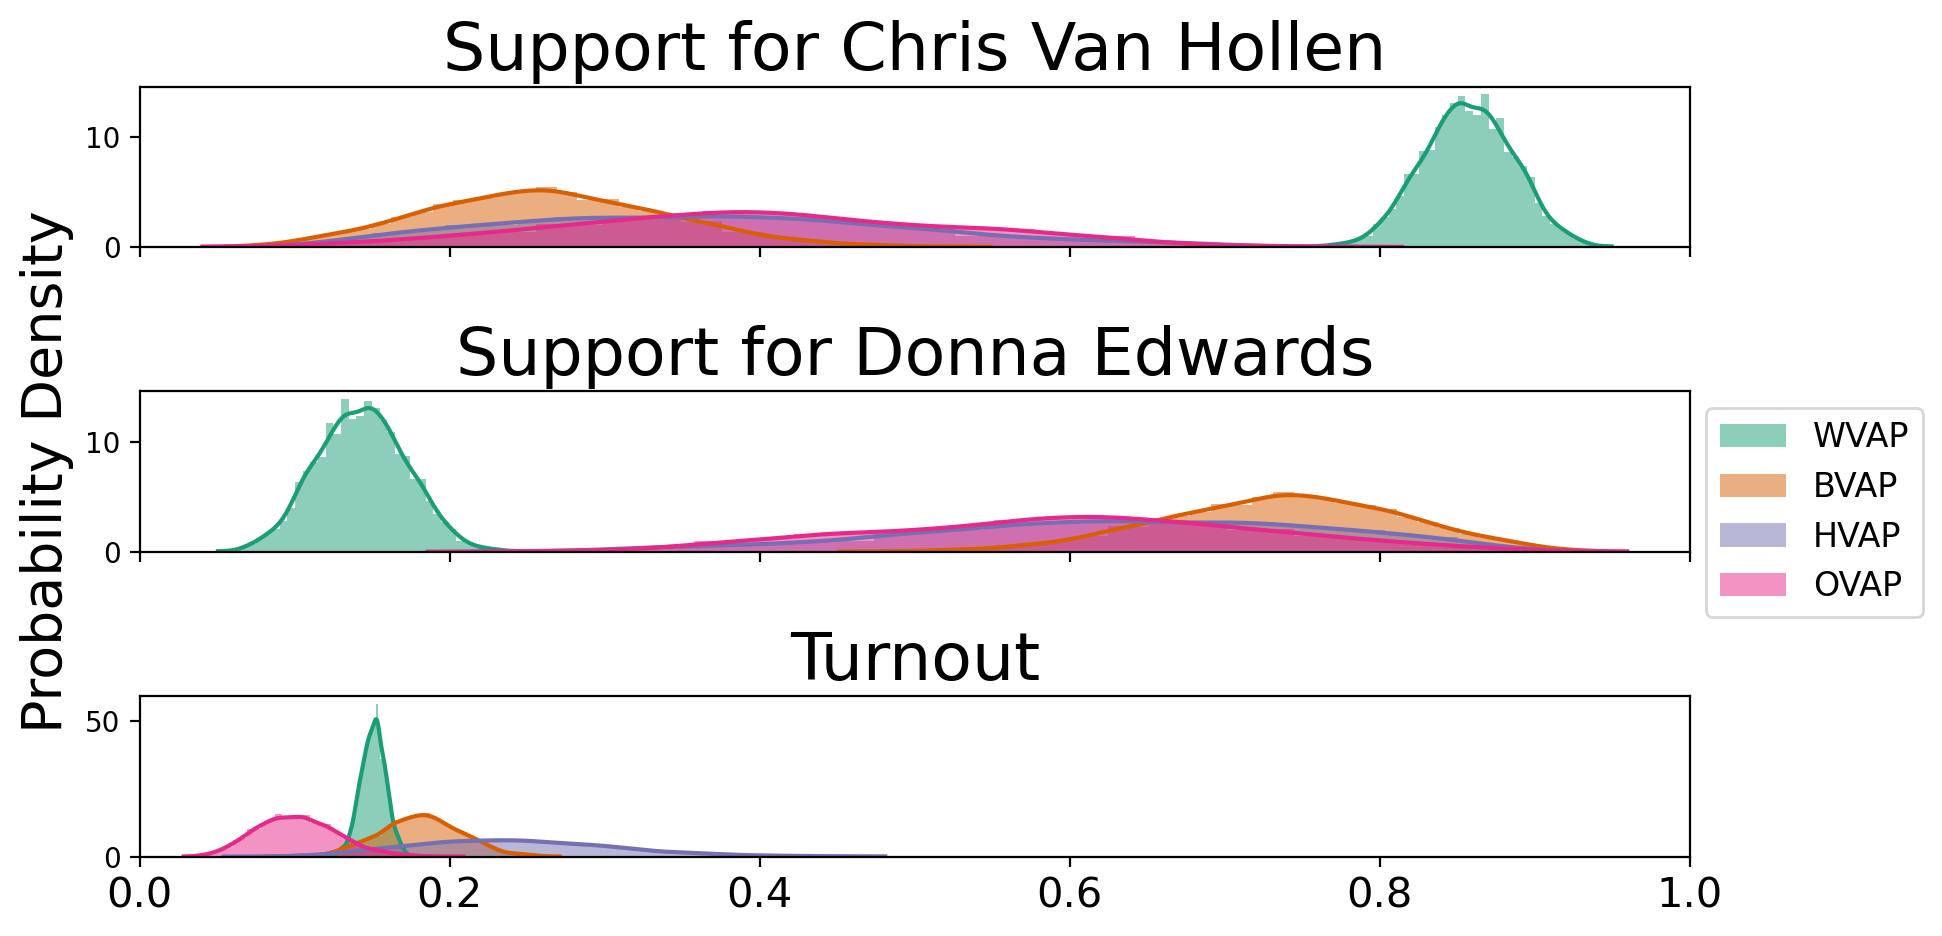 Support for Chris Van Hollen
10
0
Support for Donna Edwards
10
0
Turnout
50
0
0.0 0.2 0.4 0.6 0.8 1.0
Probability Density
WVAP
BVAP
HVAP
OVAP